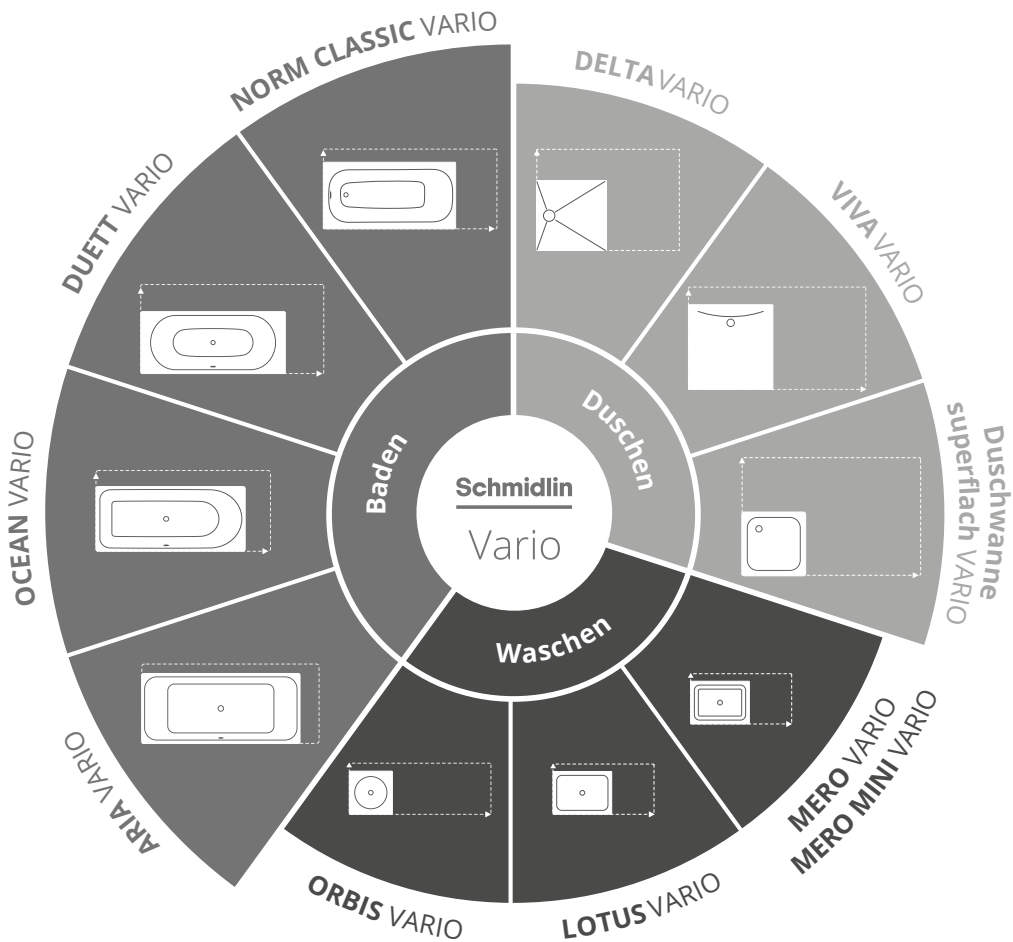 NORM CLASSIC VARIO
DELTA VARIO
VIVA VARIO
Duschwanne
superflach VARIO
MERO VARIO
MERO MINI VARIO
LOTUS VARIO
ORBIS VARIO
ARIA VARIO
OCEAN VARIO
DUETT VARIO
Baden
Duschen
Waschen
Schmidlin
Vario